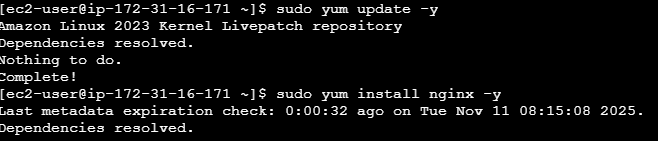 [ec2-user@ip-172-31-16-171 ~]$ sudo yum update -y
Amazon Linux 2023 Kernel Livepatch repository
Dependencies resolved.
Nothing to do.
Complete!
[ec2-user@ip-172-31-16-171 ~]$ sudo yum install nginx -y
Last metadata expiration check: 0:00:32 ago on Tue Nov 11 08:15:08 2025.
Dependencies resolved.